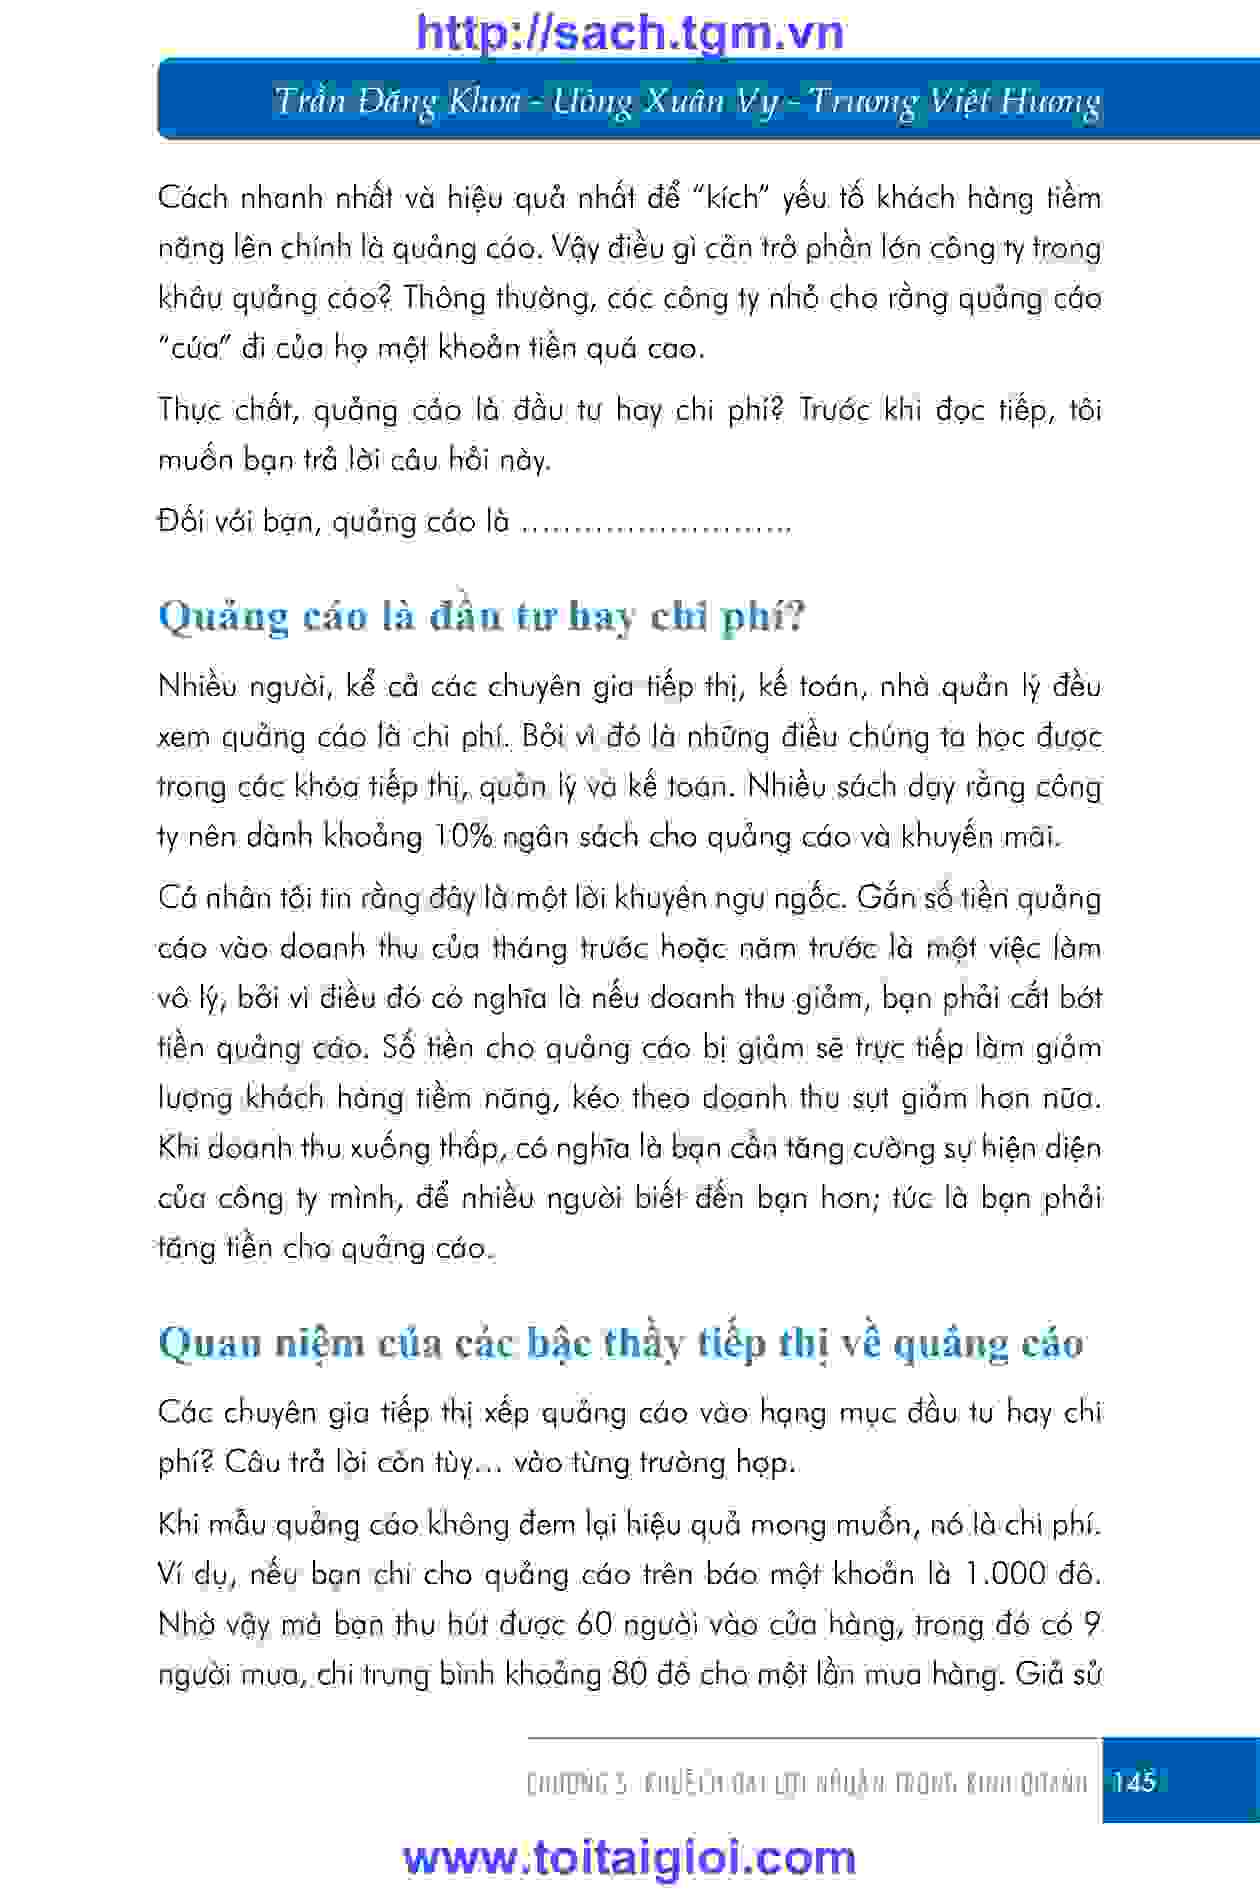 http://sach.tgm.vn
Trần Đăng Khoa - Uông Xuân Vy - Trương Việt Hương
Cách nhanh nhất và hiệu quả nhất để “kích” yếu tố khách hàng tiềm
năng lên chính là quảng cáo. Vậy điều gì cản trở phần lớn công ty trong
khâu quảng cáo? Thông thường, các công ty nhỏ cho rằng quảng cáo
“cứa” đi của họ một khoản tiền quá cao.
Thực chất, quảng cáo là đầu tư hay chi phí? Trước khi đọc tiếp, tôi
muốn bạn trả lời câu hỏi này.
Đối với bạn, quảng cáo là ..........................
Quảng cáo là đầu tư hay chi phí?
Nhiều người, kể cả các chuyên gia tiếp thị, kế toán, nhà quản lý đều
xem quảng cáo là chi phí. Bởi vì đó là những điều chúng ta học được
trong các khóa tiếp thị, quản lý và kế toán. Nhiều sách dạy rằng công
ty nên dành khoảng 10% ngân sách cho quảng cáo và khuyến mãi.
Cá nhân tôi tin rằng đây là một lời khuyên ngu ngốc. Gắn số tiền quảng
cáo vào doanh thu của tháng trước hoặc năm trước là một việc làm
vô lý, bởi vì điều đó có nghĩa là nếu doanh thu giảm, bạn phải cắt bớt
tiền quảng cáo. Số tiền cho quảng cáo bị giảm sẽ trực tiếp làm giảm
lượng khách hàng tiềm năng, kéo theo doanh thu sụt giảm hơn nữa.
Khi doanh thu xuống thấp, có nghĩa là bạn cần tăng cường sự hiện diện
của công ty mình, để nhiều người biết đến bạn hơn; tức là bạn phải
tăng tiền cho quảng cáo.
Quan niệm của các bậc thầy tiếp thị về quảng cáo
Các chuyên gia tiếp thị xếp quảng cáo vào hạng mục đầu tư hay chi
phí? Câu trả lời còn tùy... vào từng trường hợp.
Khi mẫu quảng cáo không đem lại hiệu quả mong muốn, nó là chi phí.
Ví dụ, nếu bạn chi cho quảng cáo trên báo một khoản là 1.000 đô.
Nhờ vậy mà bạn thu hút được 60 người vào cửa hàng, trong đó có 9
người mua, chi trung bình khoảng 80 đô cho một lần mua hàng. Giả sử
CHƯƠNG 5: KHUẾCH ĐẠI LỢI NHUẬN TRONG KINH DOANH 145
www.toitaigioi.com